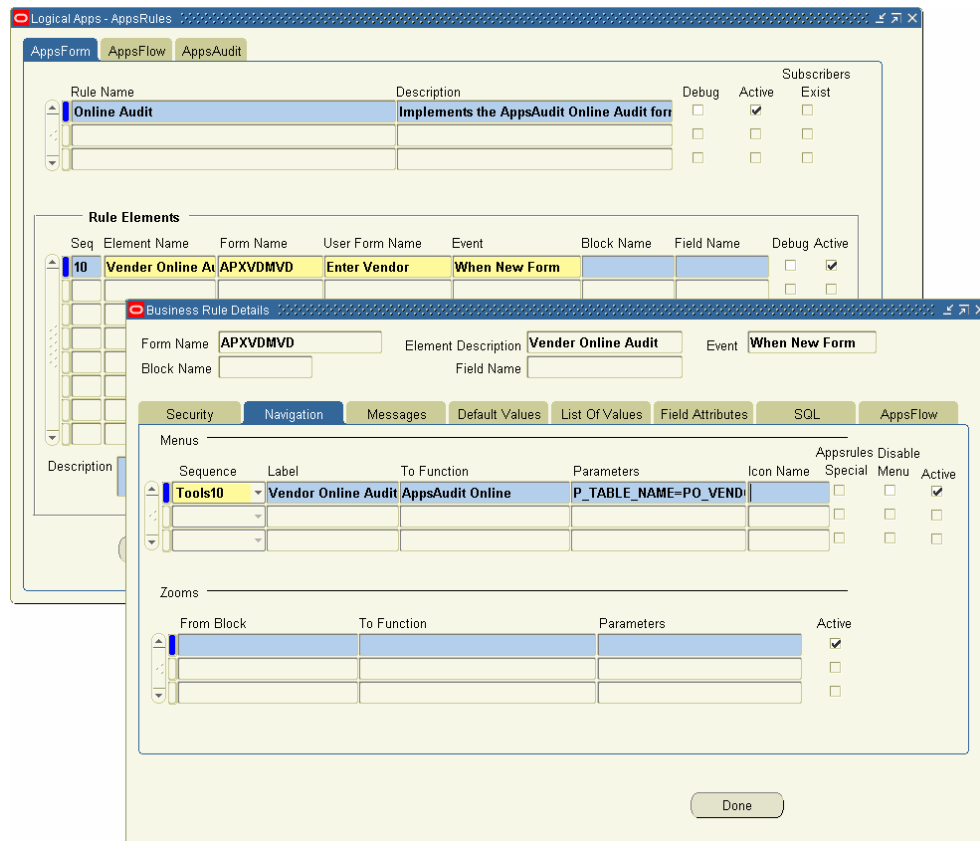 Logical Apps - AppsRules
AppsForm AppsFlow AppsAudit
Subscribers
Rule Name Description Debug Active Exist
Online Audit Implements the AppsAudit Online Audit forr
Rule Elements
Seq Element Name Form Name User Form Name Event Block Name Field Name Debug Active
10 Vender Online Au APXVDMVD Enter Vendor When New Form
Description
Business Rule Details
Form Name APXVDMVD Element Description Vender Online Audit Event When New Form
Block Name Field Name
Security Navigation Messages Default Values List Of Values Field Attributes SQL AppsFlow
Menus
Appsrules Disable
Sequence Label To Function Parameters Icon Name Special Menu Active
Tools10 Vendor Online Audit AppsAudit Online P_TABLE_NAME=PO_VEND
Zooms
From Block To Function Parameters Active
Done